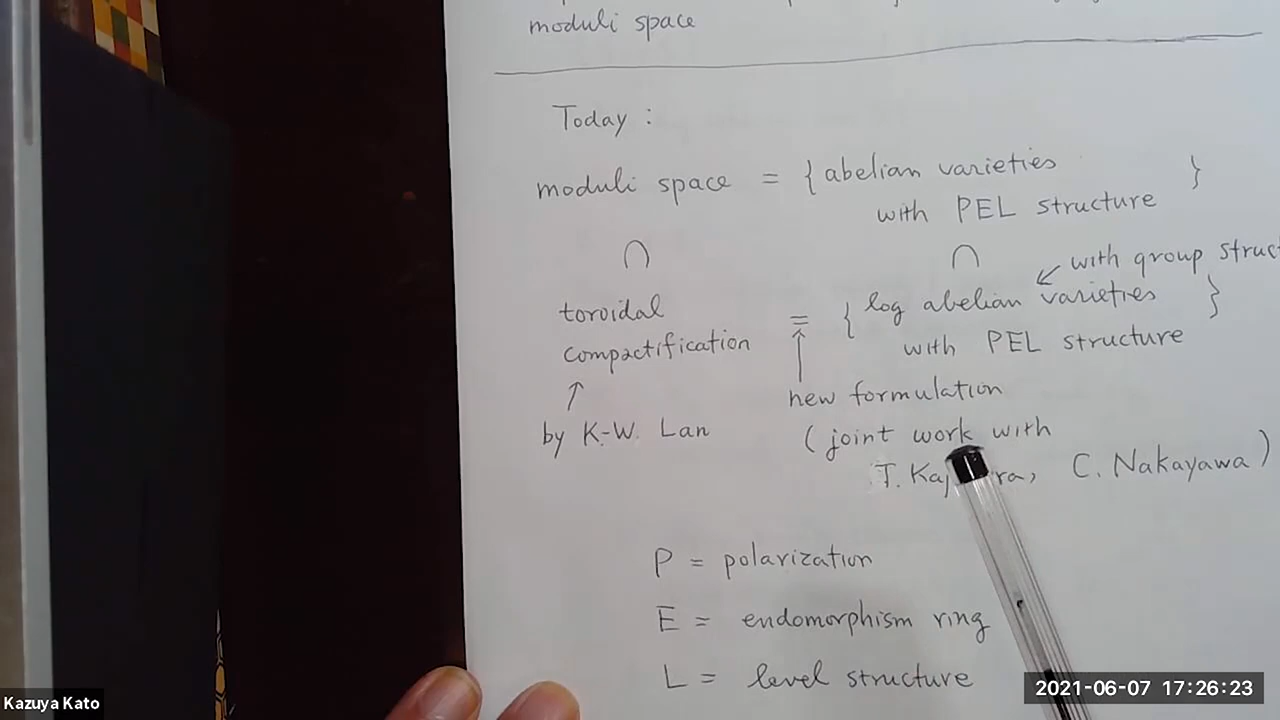 moduli space
Today :
moduli space = { abelian varieties }
with PEL structure
∩ ∩
with group struc
toroidal
compactification = { log abelian varieties }
with PEL structure
new formulation
by K-W. Lan
( joint work with
T. C. Nakayawa )
P = polarization
E = endomorphism ring
L = level structure
Kazuya Kato
2021-06-07 17:26:23